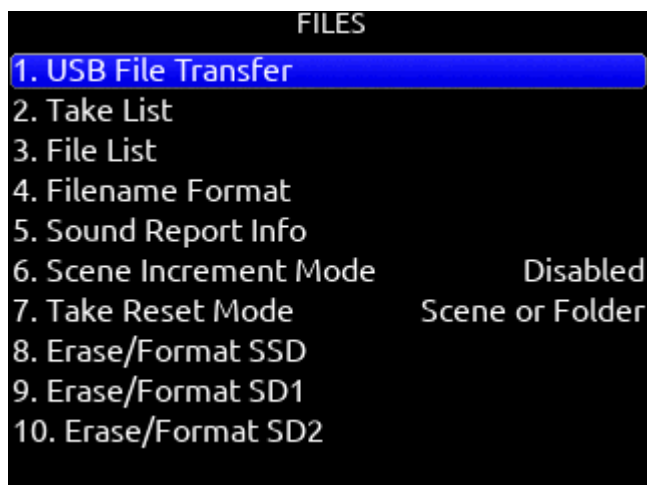 FILES
1. USB File Transfer
2. Take List
3. File List
4. Filename Format
5. Sound Report Info
6. Scene Increment Mode Disabled
7. Take Reset Mode Scene or Folder
8. Erase/Format SSD
9. Erase/Format SD1
10. Erase/Format SD2